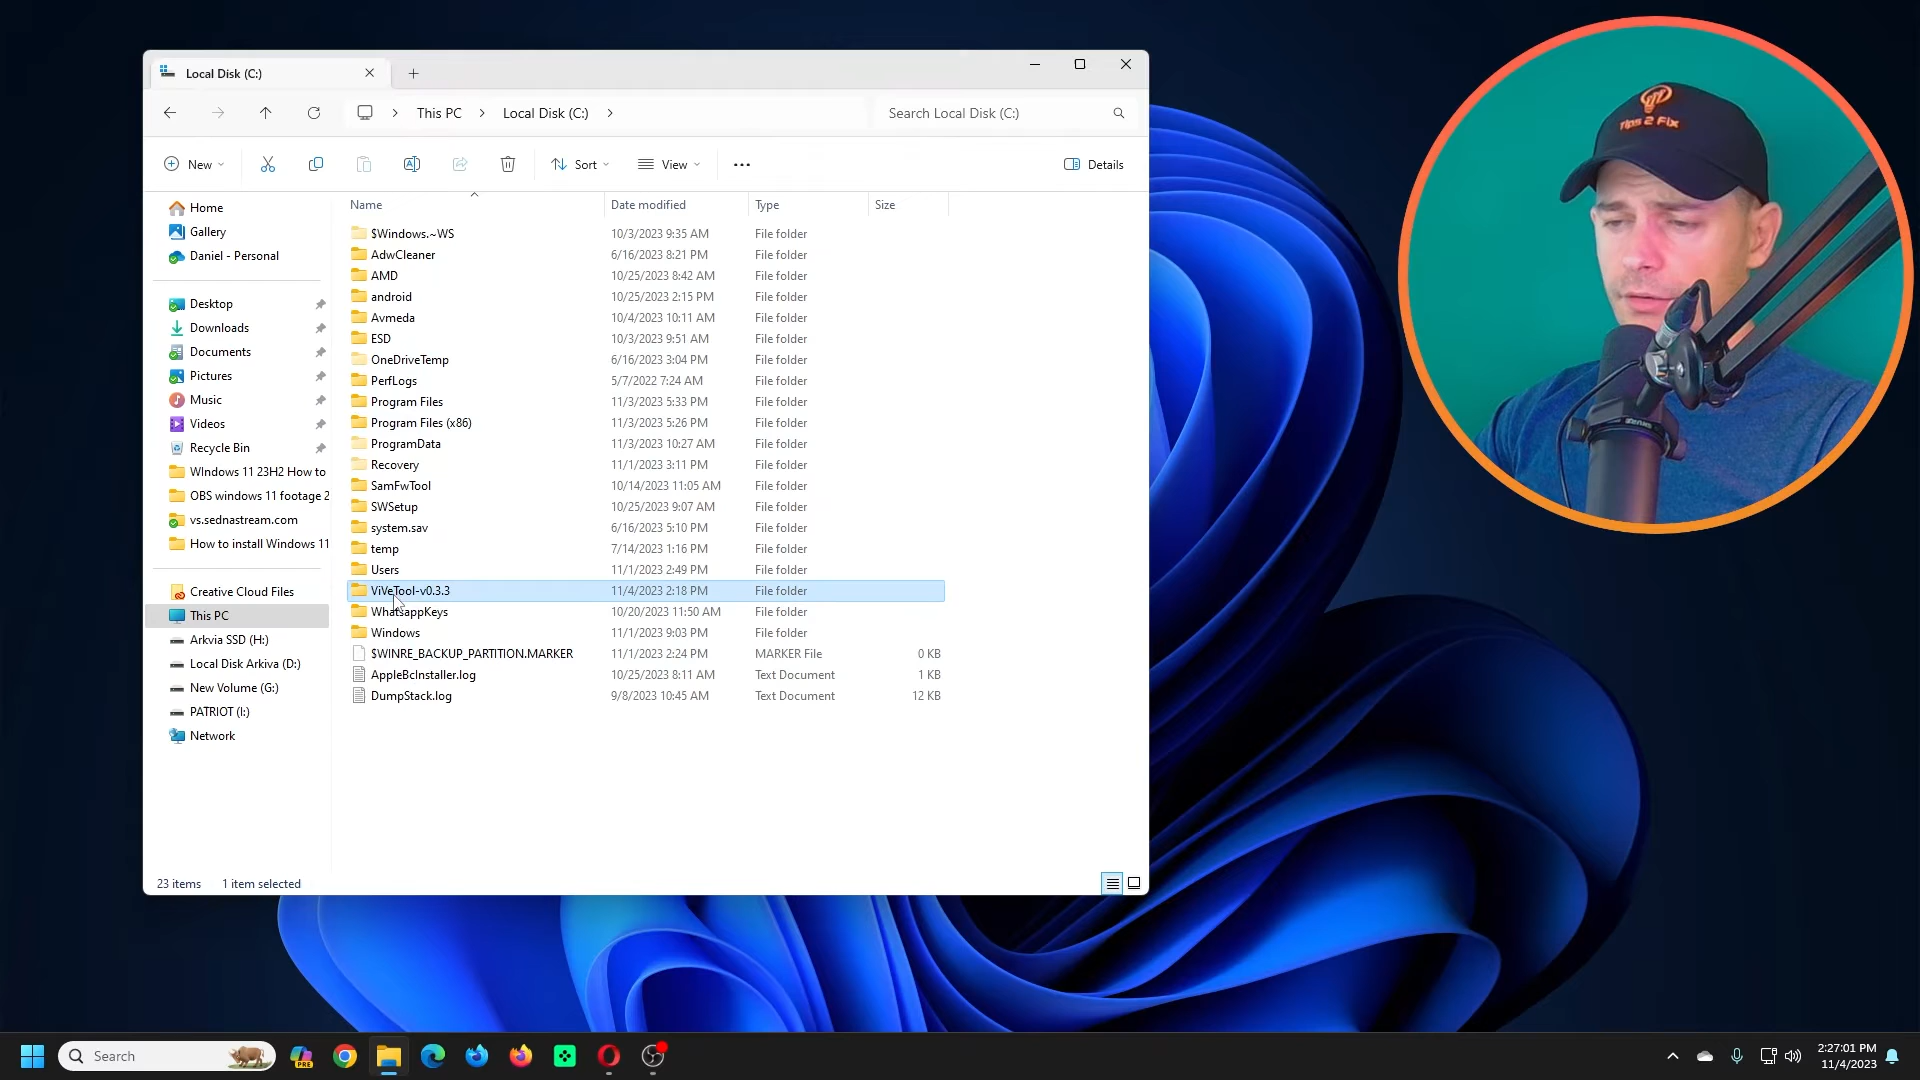 Local Disk (C:)
This PC
Local Disk (C:)
Search Local Disk (C:)
New
Sort
View
Details
Name
Date modified
Type
Size
Home
Gallery
Daniel - Personal
Desktop
Downloads
Documents
Pictures
Music
Videos
Recycle Bin
WIndows 11 23H2 How to
OBS windows 11 footage 2
vs.sednastream.com
How to install Windows 11
Creative Cloud Files
This PC
Arkvia SSD (H:)
Local Disk Arkiva (D:)
New Volume (G:)
PATRIOT (I:)
Network
$Windows.~WS 10/3/2023 9:35 AM File folder
AdwCleaner 6/16/2023 8:21 PM File folder
AMD 10/25/2023 8:42 AM File folder
android 10/25/2023 2:15 PM File folder
Avmeda 10/4/2023 10:11 AM File folder
ESD 10/3/2023 9:51 AM File folder
OneDriveTemp 6/16/2023 3:04 PM File folder
PerfLogs 5/7/2022 7:24 AM File folder
Program Files 11/3/2023 5:33 PM File folder
Program Files (x86) 11/3/2023 5:26 PM File folder
ProgramData 11/3/2023 10:27 AM File folder
Recovery 11/1/2023 3:11 PM File folder
SamFwTool 10/14/2023 11:05 AM File folder
SWSetup 10/25/2023 9:07 AM File folder
system.sav 6/16/2023 5:10 PM File folder
temp 7/14/2023 1:16 PM File folder
Users 11/1/2023 2:49 PM File folder
ViVeTool-v0.3.3 11/4/2023 2:18 PM File folder
WhatsappKeys 10/20/2023 11:50 AM File folder
Windows 11/1/2023 9:03 PM File folder
$WINRE_BACKUP_PARTITION.MARKER 11/1/2023 2:24 PM MARKER File 0 KB
AppleBcInstaller.log 10/25/2023 8:11 AM Text Document 1 KB
DumpStack.log 9/8/2023 10:45 AM Text Document 12 KB
23 items 1 item selected
Tips 2 Fix
Search
PRE
2:27:01 PM
11/4/2023